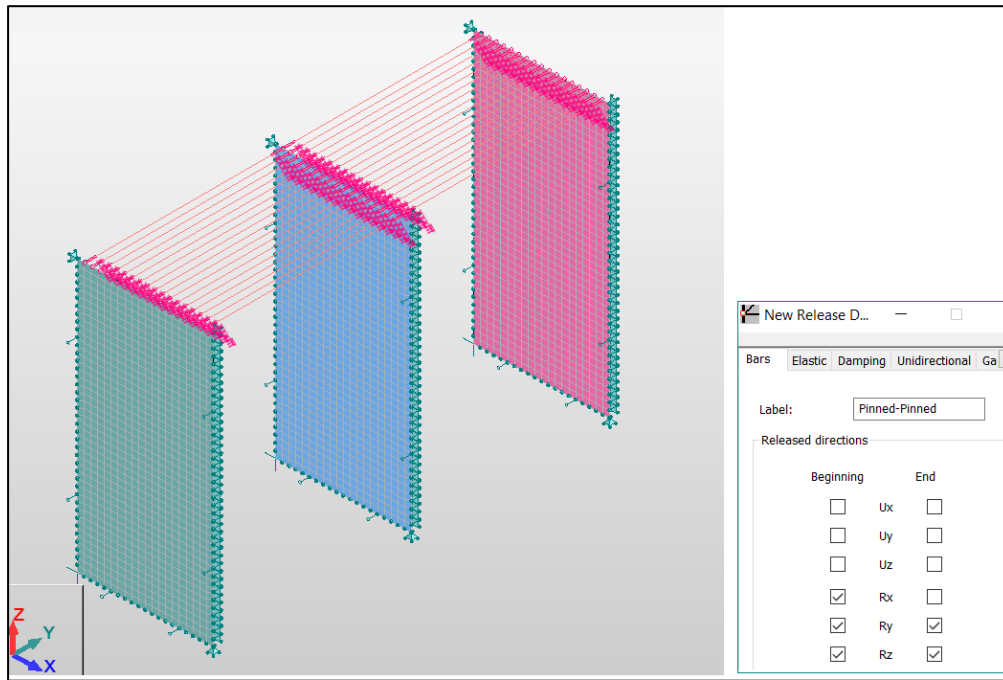 Z
Y
X
New Release D...
Bars Elastic Damping Unidirectional Ga
Label: Pinned-Pinned
Released directions
Beginning End
Ux
Uy
Uz
Rx
Ry
Rz